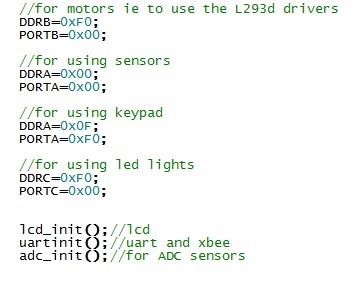 //for motors ie to use the L293d drivers
DDRB=0xF0;
PORTB=0x00;
//for using sensors
DDRA=0X00;
PORTA=0x00;
//for using keypad
DDRA=0x0F;
PORTA=0xF0;
//for using led lights
DDRC=0xF0;
PORTC=0x00;
lcd_init();//lcd
uartinit();//uart and xbee
adc_init();//for ADC sensors